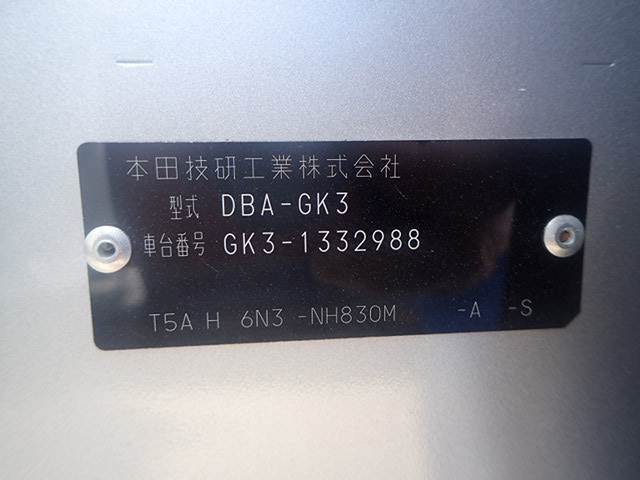 本田技研工業株式会社
型式 DBA-GK3
車台番号 GK3-1332988
T5A H 6N3 -NH830M -A -S